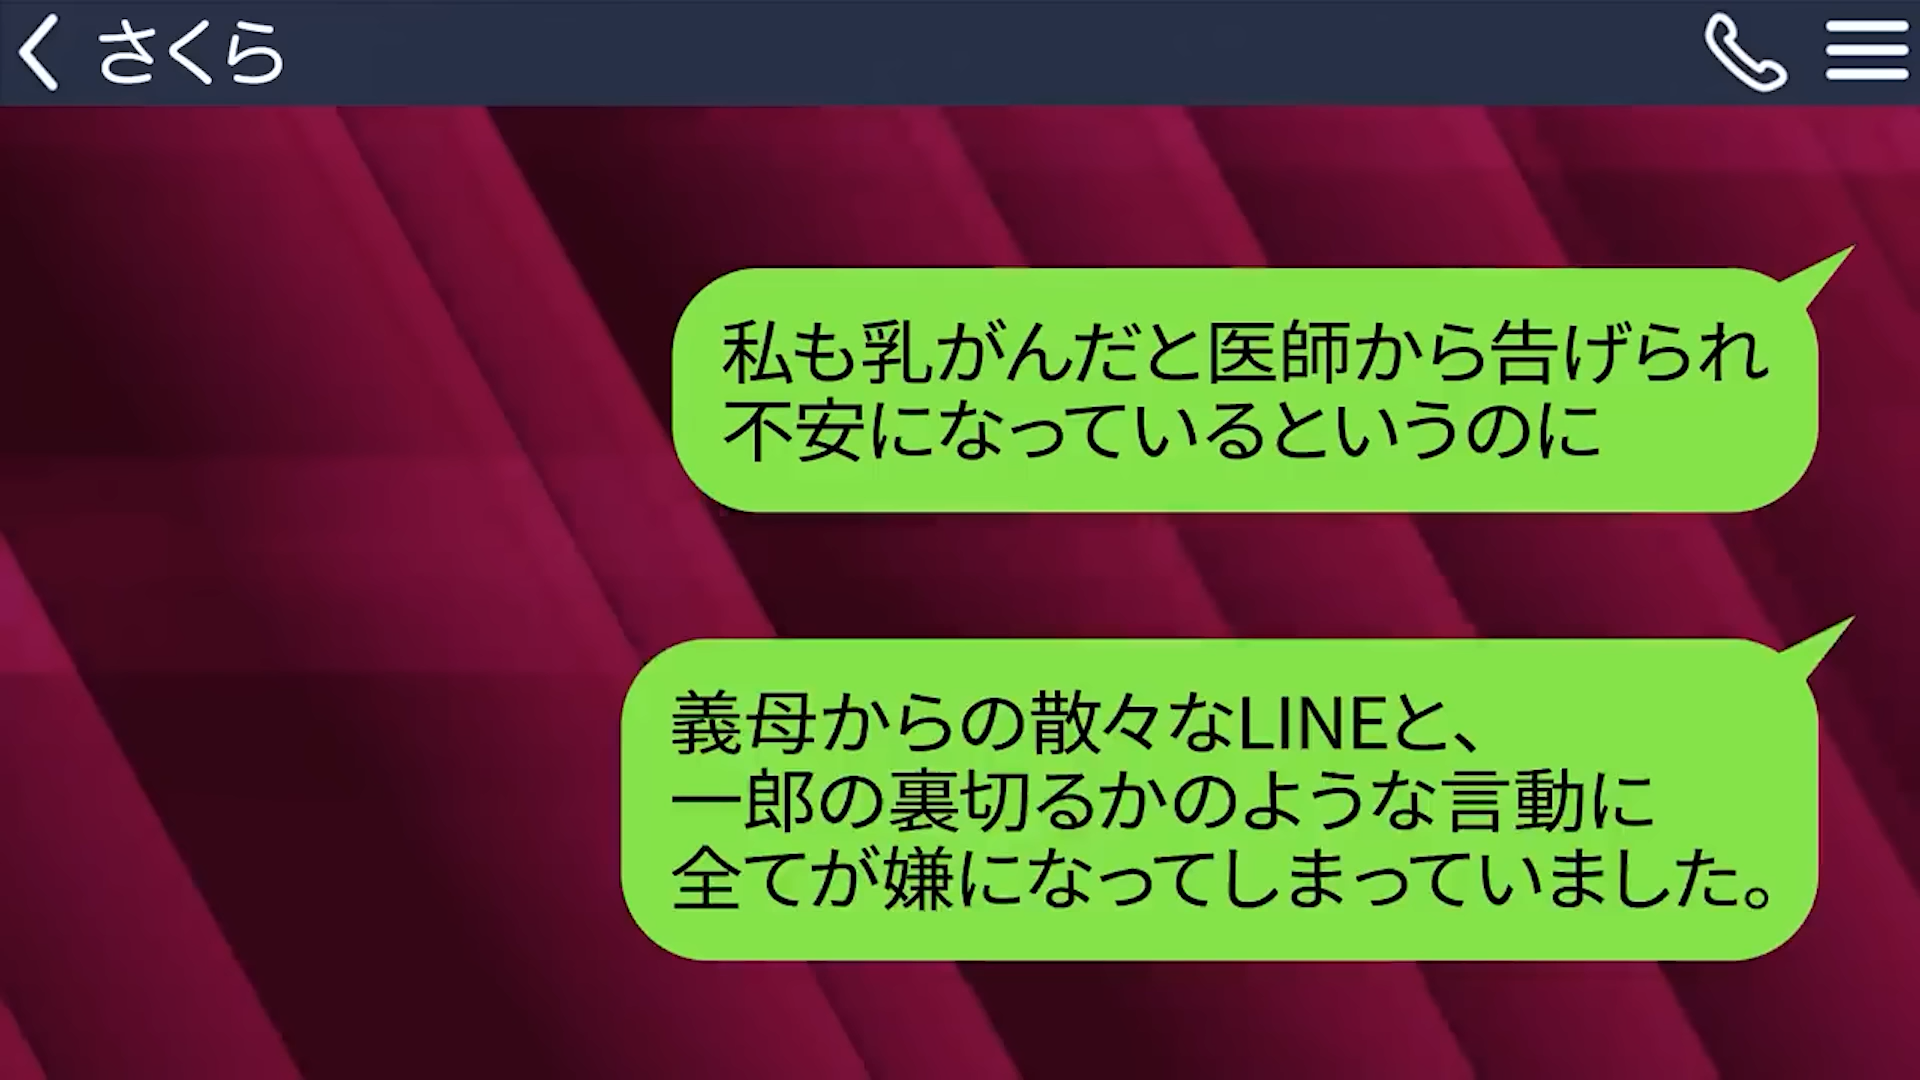 さくら
私も乳がんだと医師から告げられ
不安になっているというのに
義母からの散々なLINEと、
一郎の裏切るかのような言動に
全てが嫌になってしまっていました。